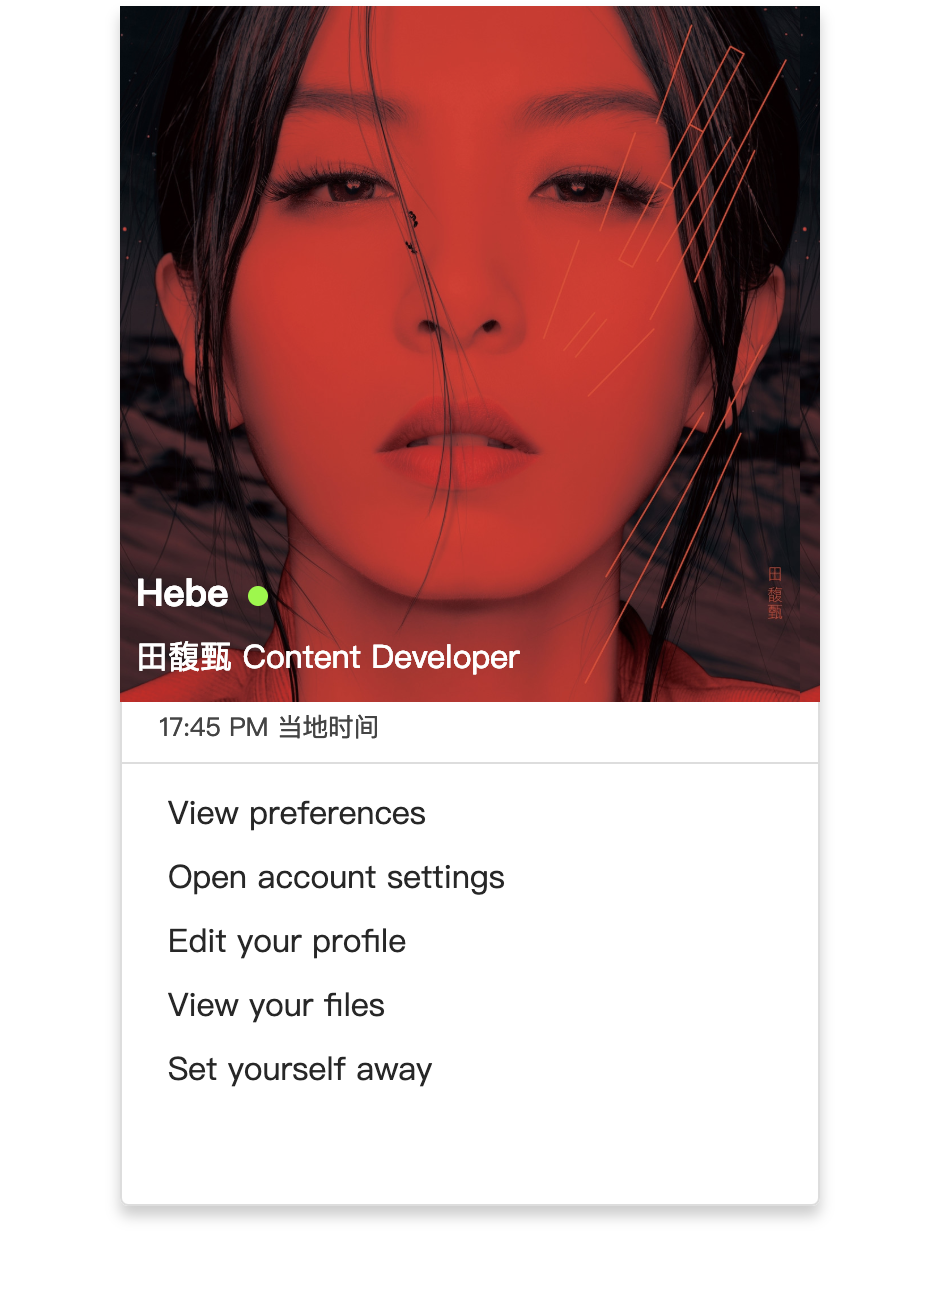 田馥甄
Hebe
田馥甄 Content Developer
17:45 PM 当地时间
View preferences
Open account settings
Edit your profile
View your files
Set yourself away